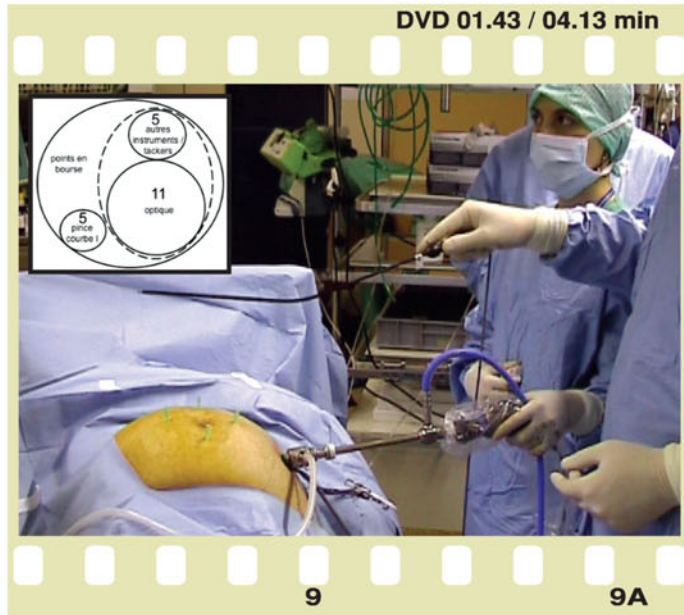 DVD 01.43 / 04.13 min
5
autres
instruments /
tackers
points en
bourse
11
optique
5
pince
courbe I
9
9A